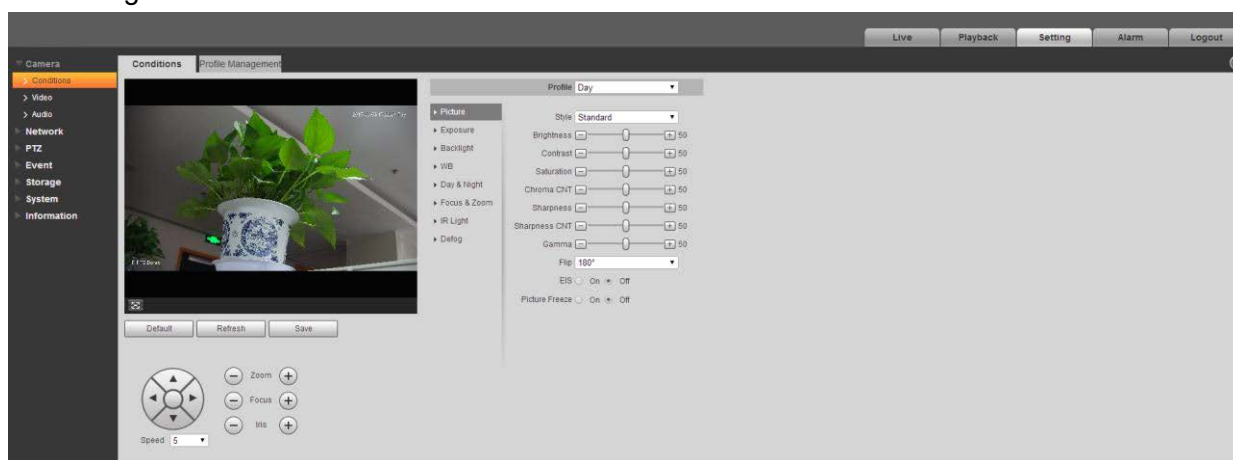 Live Playback Setting Alarm Logout
Camera
Conditions Profile Management
> Conditions
> Video
> Audio
Network
PTZ
Event
Storage
System
Information
Profile Day
Picture
Exposure
Backlight
WB
Day & Night
Focus & Zoom
IR Light
Defog
Style Standard
Brightness 50
Contrast 50
Saturation 50
Chroma CNT 50
Sharpness 50
Sharpness CNT 50
Gamma 50
Flip 180°
EIS On Off
Picture Freeze On Off
Default Refresh Save
Zoom
Focus
Iris
Speed 5